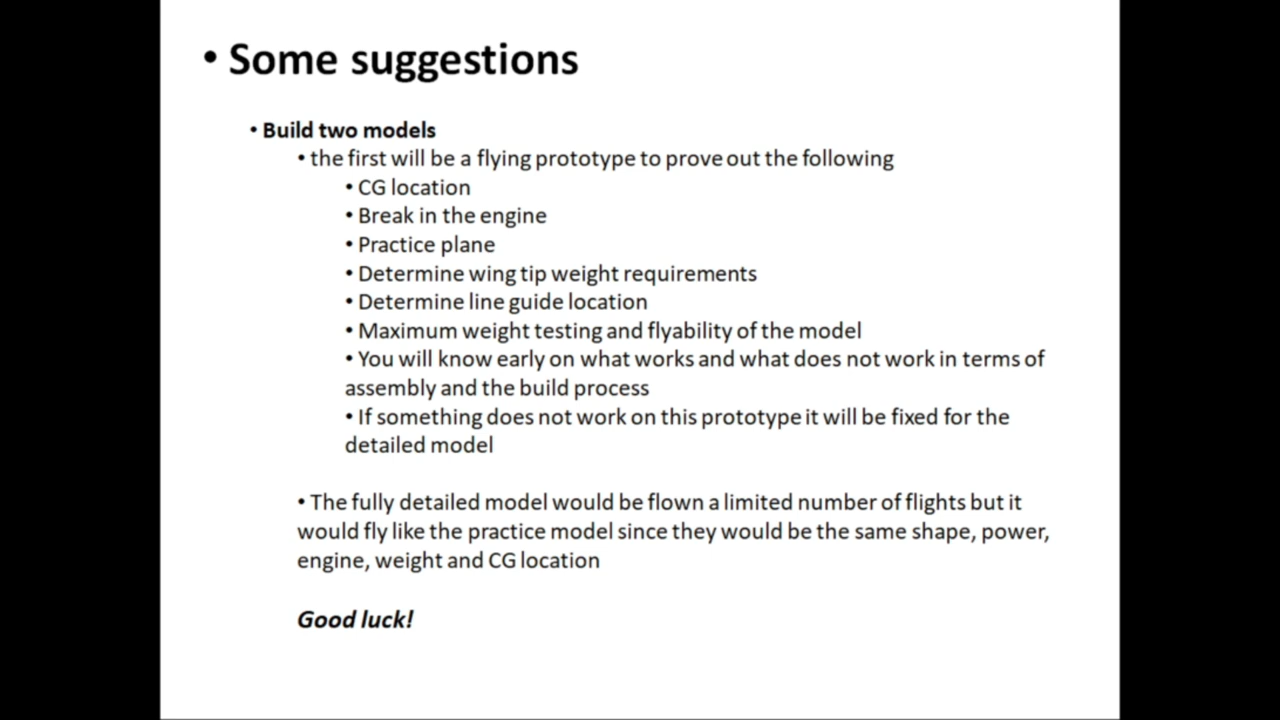 • Some suggestions
• Build two models
• the first will be a flying prototype to prove out the following
• CG location
• Break in the engine
• Practice plane
• Determine wing tip weight requirements
• Determine line guide location
• Maximum weight testing and flyability of the model
• You will know early on what works and what does not work in terms of
assembly and the build process
• If something does not work on this prototype it will be fixed for the
detailed model
• The fully detailed model would be flown a limited number of flights but it
would fly like the practice model since they would be the same shape, power,
engine, weight and CG location
Good luck!